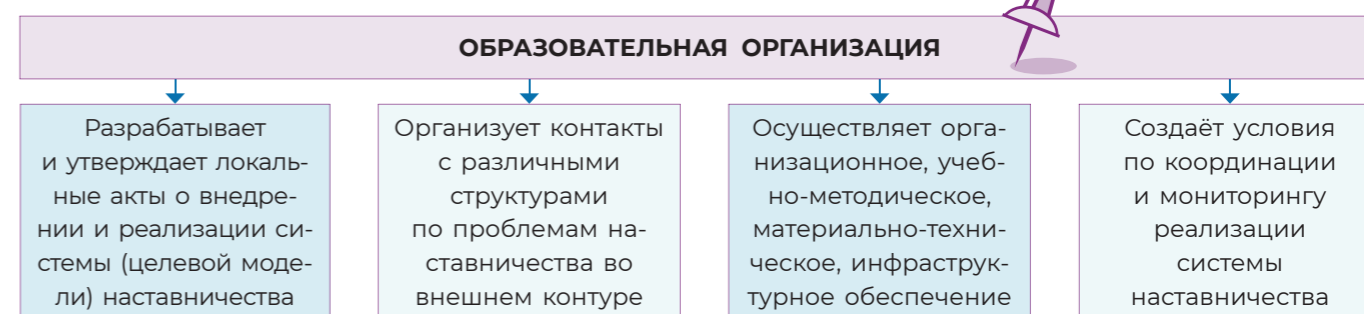 ОБРАЗОВАТЕЛЬНАЯ ОРГАНИЗАЦИЯ
Разрабатывает
и утверждает локаль-
ные акты о внедре-
нии и реализации си-
стемы (целевой моде-
ли) наставничества
Организует контакты
с различными
структурами
по проблемам на-
ставничества во
внешнем контуре
Осуществляет орга-
низационное, учеб-
но-методическое,
материально-техни-
ческое, инфраструк-
турное обеспечение
Создаёт условия
по координации
и мониторингу
реализации
системы
наставничества